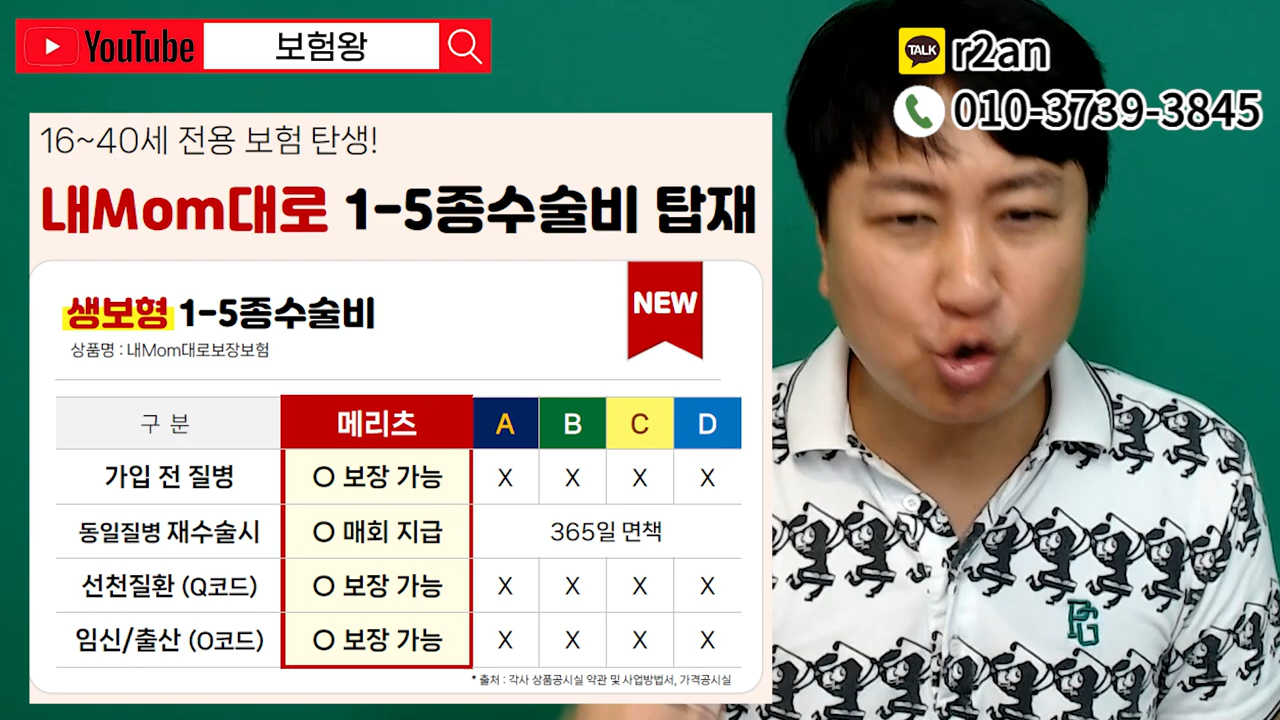 YouTube 보험왕
TALK r2an
010-3739-3845
16~40세 전용 보험 탄생!
내Mom대로 1-5종수술비 탑재
생보형 1-5종수술비
NEW
상품명 : 내Mom대로보장보험
구 분 메리츠 A B C D
가입 전 질병 O 보장 가능 X X X X
동일질병 재수술시 O 매회 지급 365일 면책
선천질환 (Q코드) O 보장 가능 X X X X
임신/출산 (O코드) O 보장 가능 X X X X
* 출처 : 각사 상품공시실 약관 및 사업방법서, 가격공시실
PG